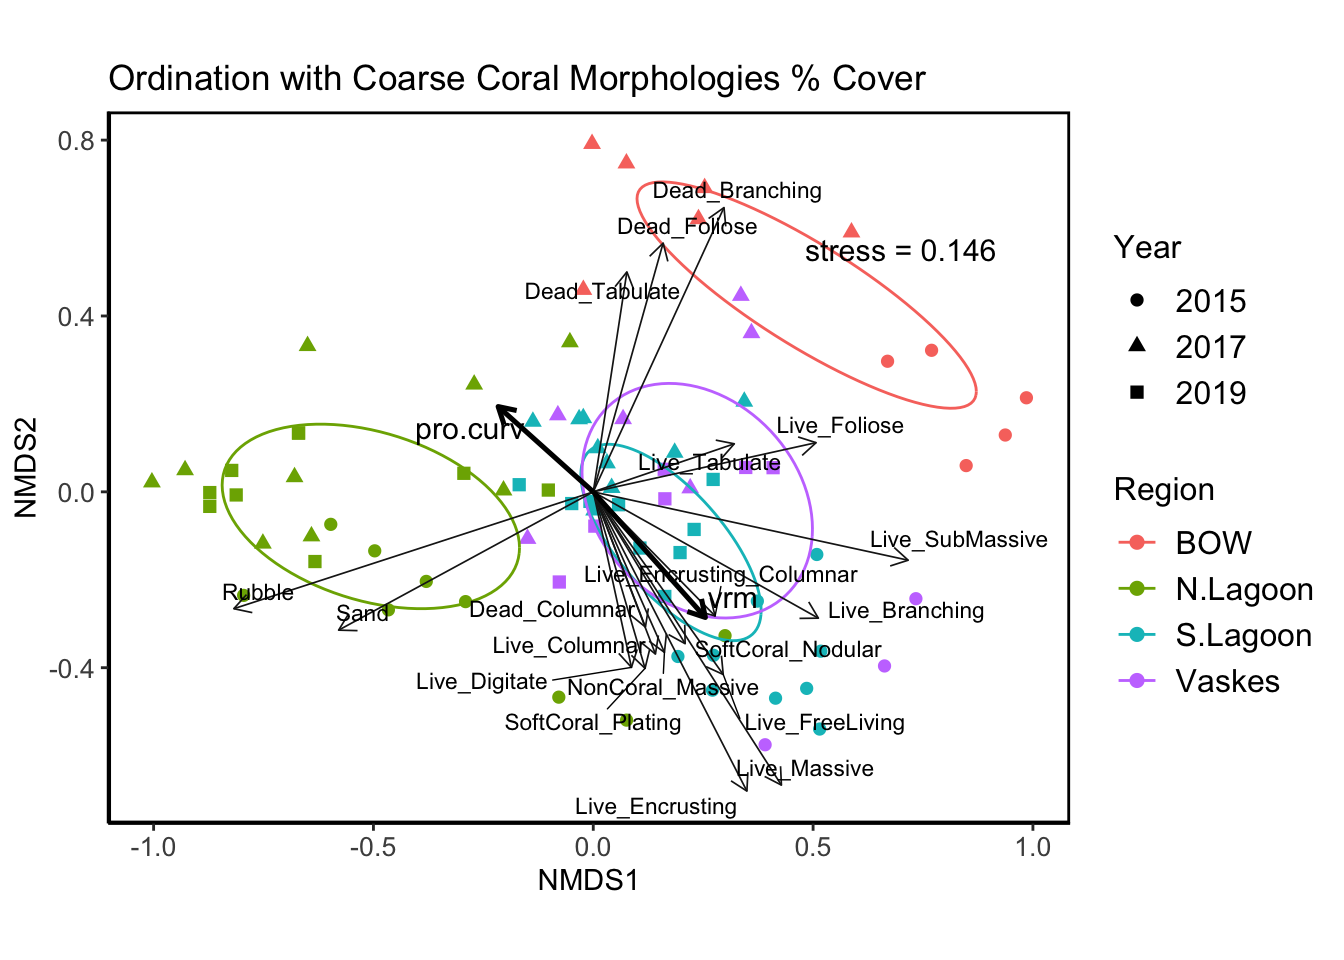 Ordination with Coarse Coral Morphologies % Cover
0.8
0.4
0.0
-0.4
NMDS2
Dead_Branching
Dead_Foliose
stress = 0.146
Dead_Tabulate
pro.curv
Live_Foliose
Live_Tabulate
Live_SubMassive
Live_Encrusting_Columnar
Rubble
vrm
Sand
Dead_Columnar
Live_Branching
Live_Columnar
SoftCoral_Nodular
Live_Digitate
NonCoral_Massive
SoftCoral_Plating
Live_FreeLiving
Live_Massive
Live_Encrusting
-1.0
-0.5
0.0
0.5
1.0
NMDS1
Year
2015
2017
2019
Region
BOW
N.Lagoon
S.Lagoon
Vaskes